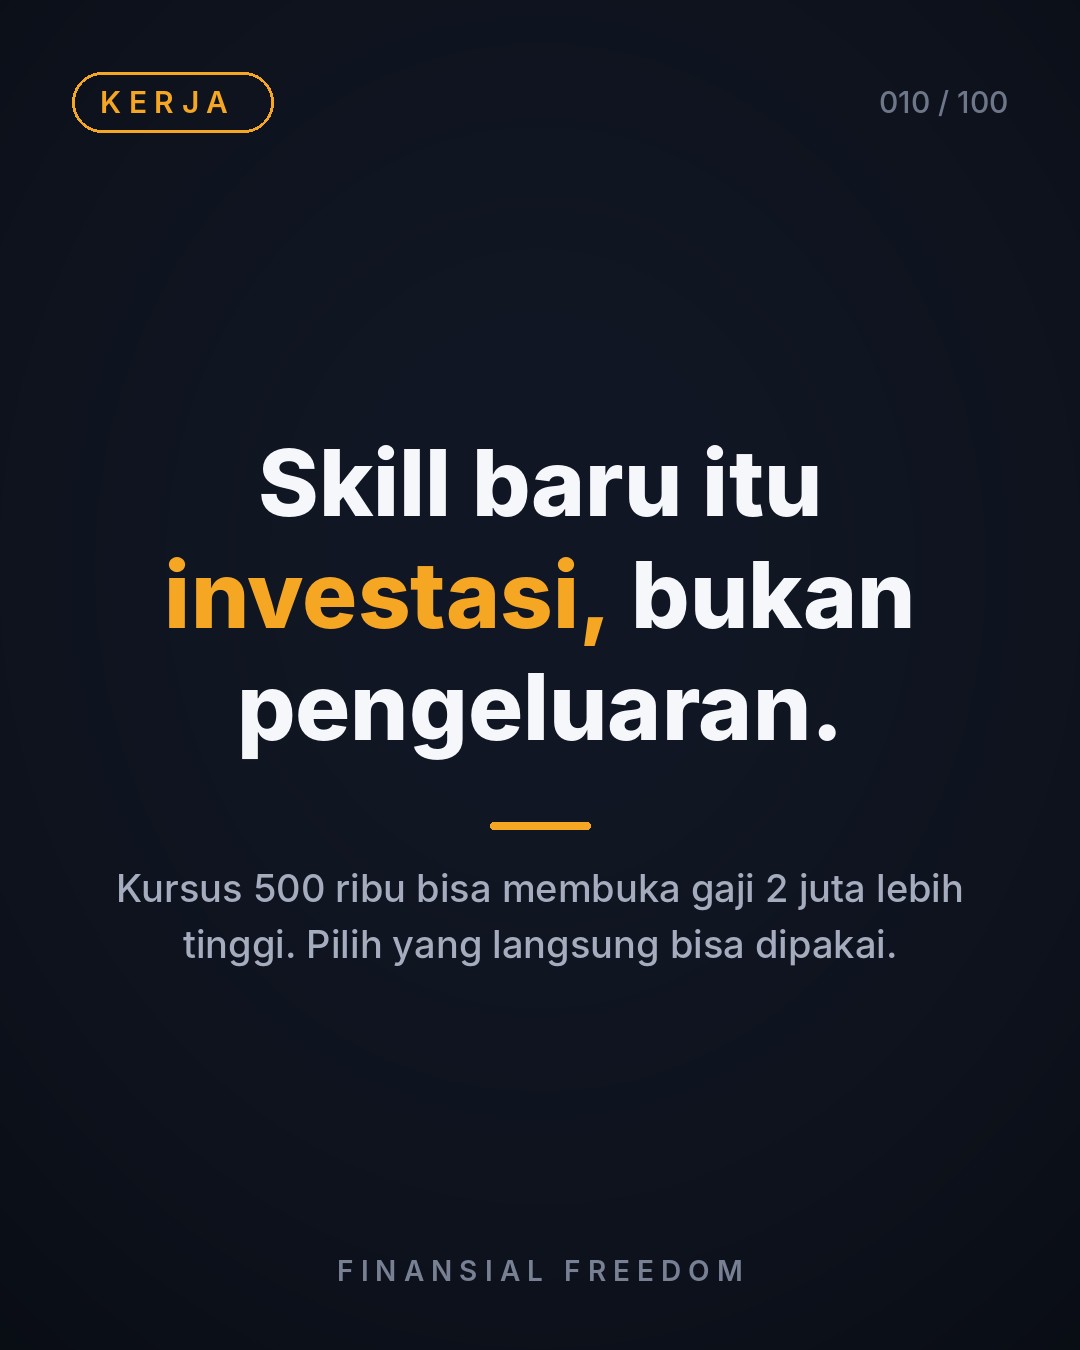 KERJA
010 / 100
Skill baru itu
investasi, bukan
pengeluaran.
Kursus 500 ribu bisa membuka gaji 2 juta lebih
tinggi. Pilih yang langsung bisa dipakai.
FINANSIAL FREEDOM